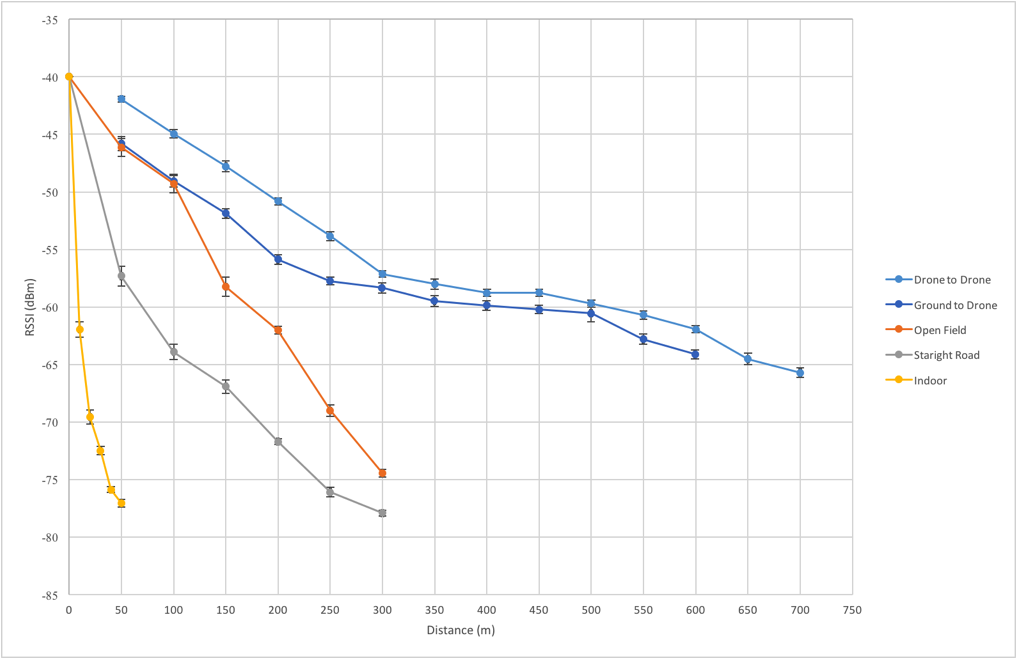 -35
-40
-45
-50
-55
-60
-65
-70
-75
-80
-85
RSSI (dBm)
0 50 100 150 200 250 300 350 400 450 500 550 600 650 700 750
Distance (m)
Drone to Drone
Ground to Drone
Open Field
Staright Road
Indoor